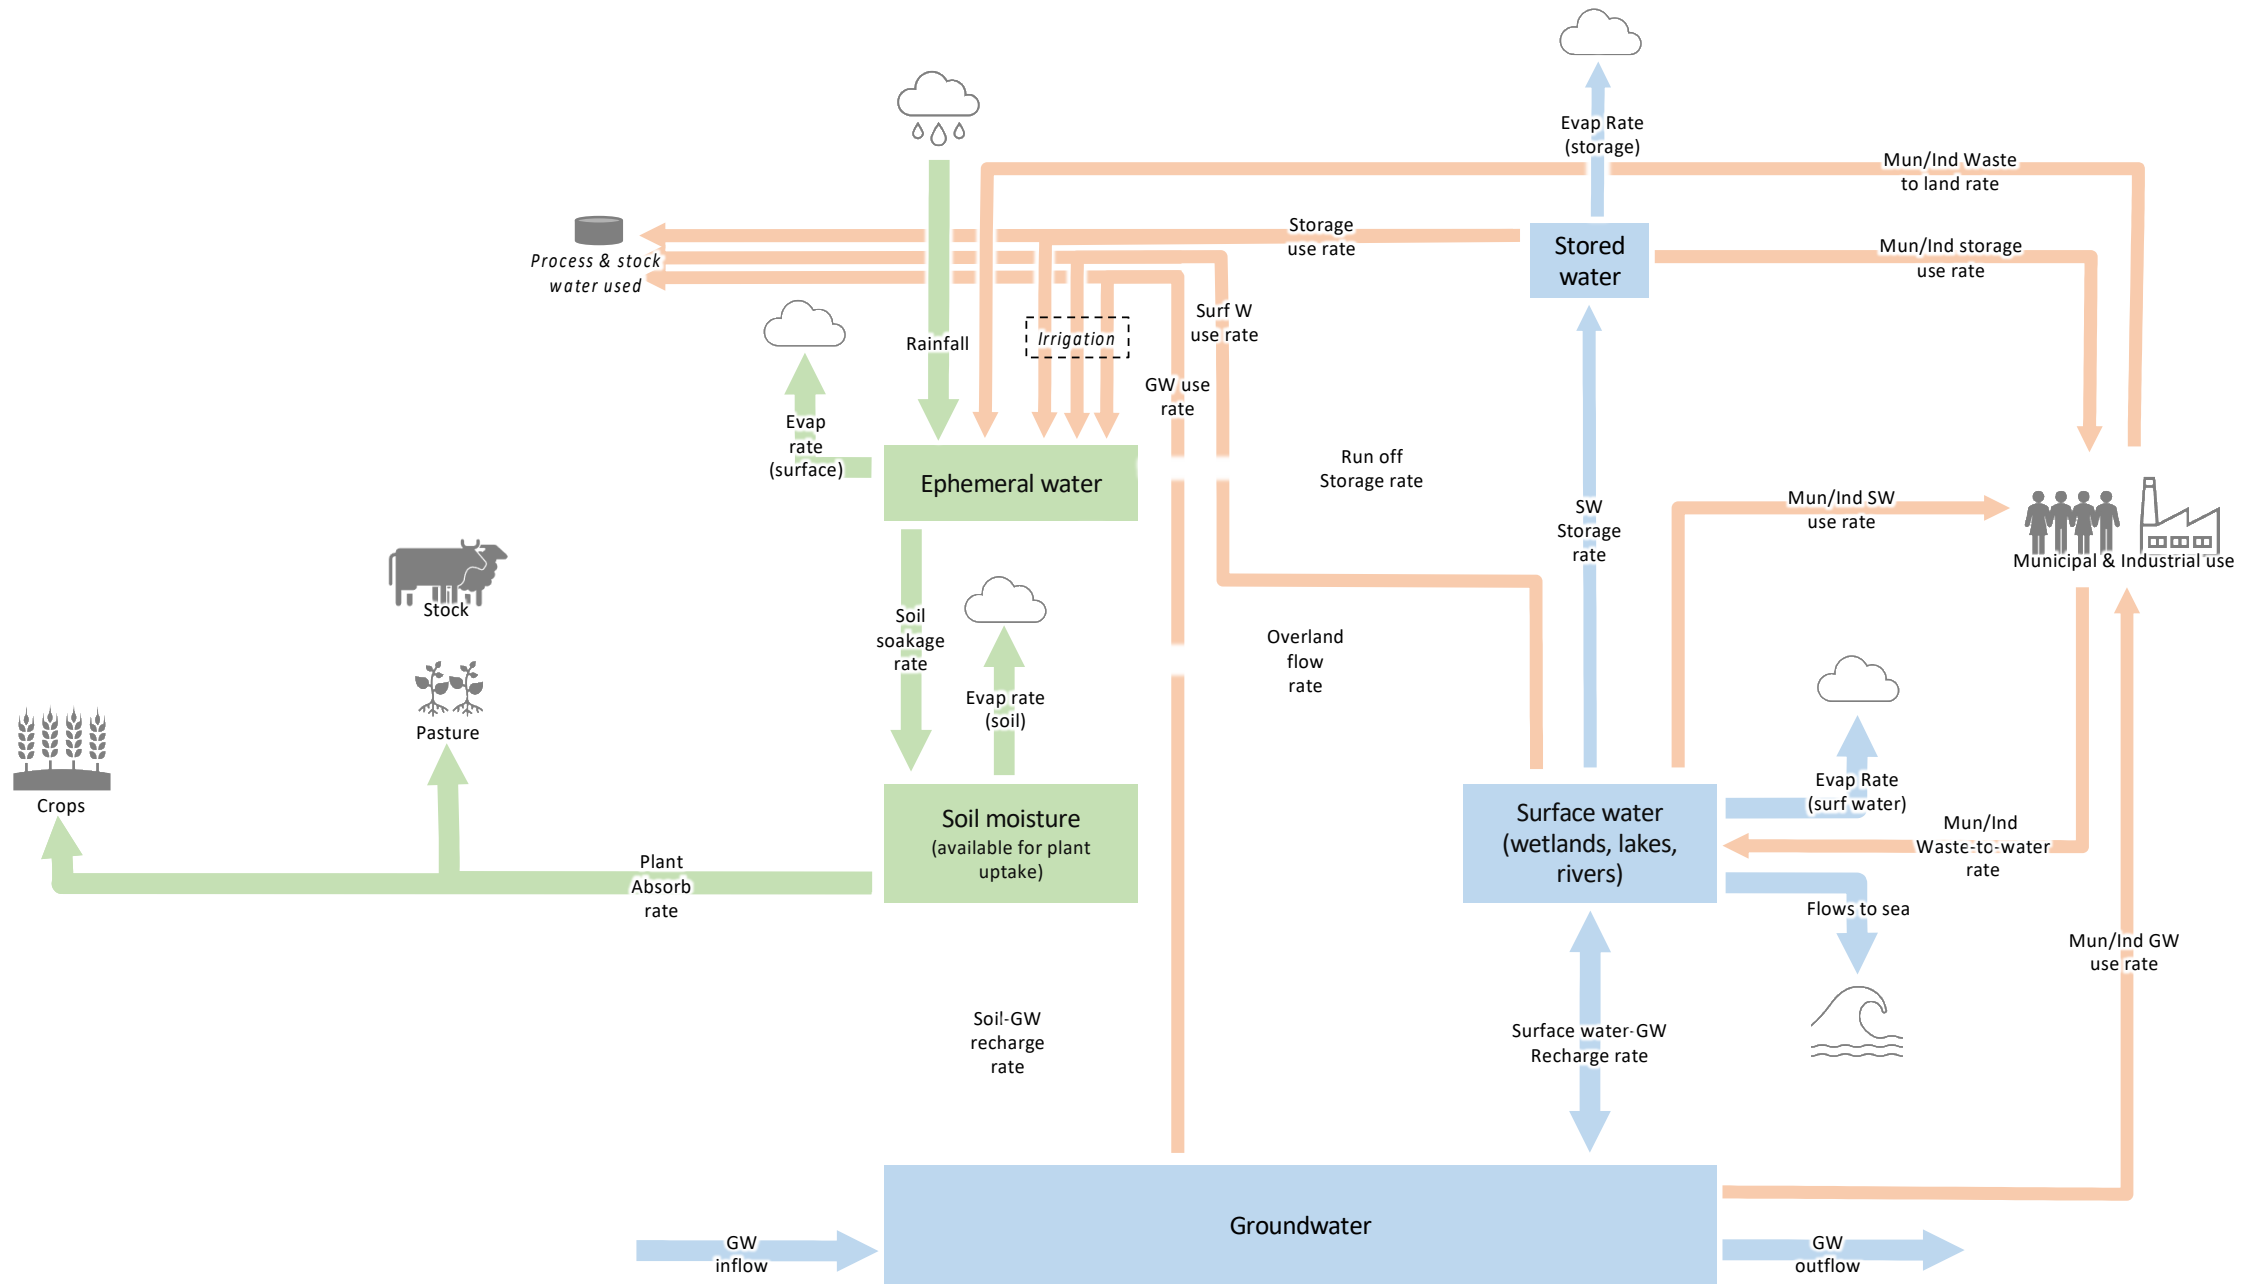 Evap Rate
(storage)
Mun/Ind Waste
to land rate
Storage
use rate
Stored
water
Mun/Ind storage
use rate
Process & stock
water used
Surf W
use rate
Rainfall
Irrigation
GW use
rate
Evap
rate
(surface)
Ephemeral water
Run off
Storage rate
SW
Storage
rate
Mun/Ind SW
use rate
Municipal & Industrial use
Stock
Soil
soakage
rate
Overland
flow
rate
Evap rate
(soil)
Pasture
Crops
Soil moisture
(available for plant
uptake)
Surface water
(wetlands, lakes,
rivers)
Evap Rate
(surf water)
Mun/Ind
Waste-to-water
rate
Plant
Absorb
rate
Flows to sea
Mun/Ind GW
use rate
Soil-GW
recharge
rate
Surface water-GW
Recharge rate
Groundwater
GW
inflow
GW
outflow